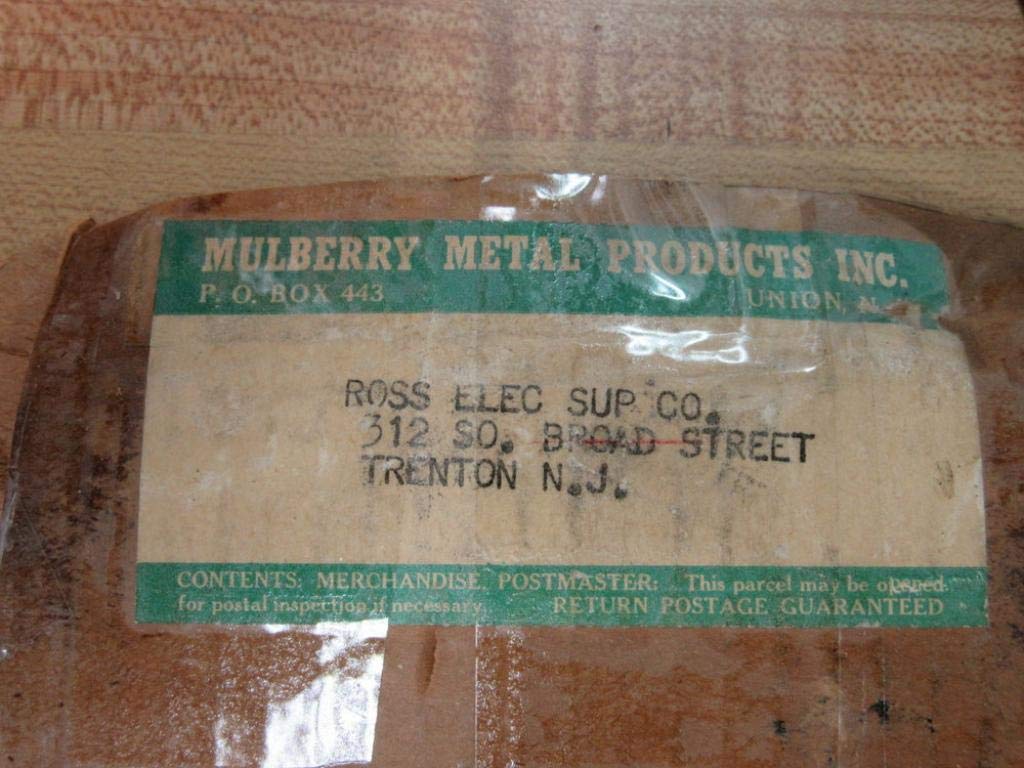 MULBERRY METAL PRODUCTS INC.
P. O. BOX 443 UNION, N.
ROSS ELEC SUP CO.
312 SO. BROAD STREET
TRENTON N.J.
CONTENTS: MERCHANDISE. POSTMASTER: This parcel may be opened
for postal inspection if necessary. RETURN POSTAGE GUARANTEED